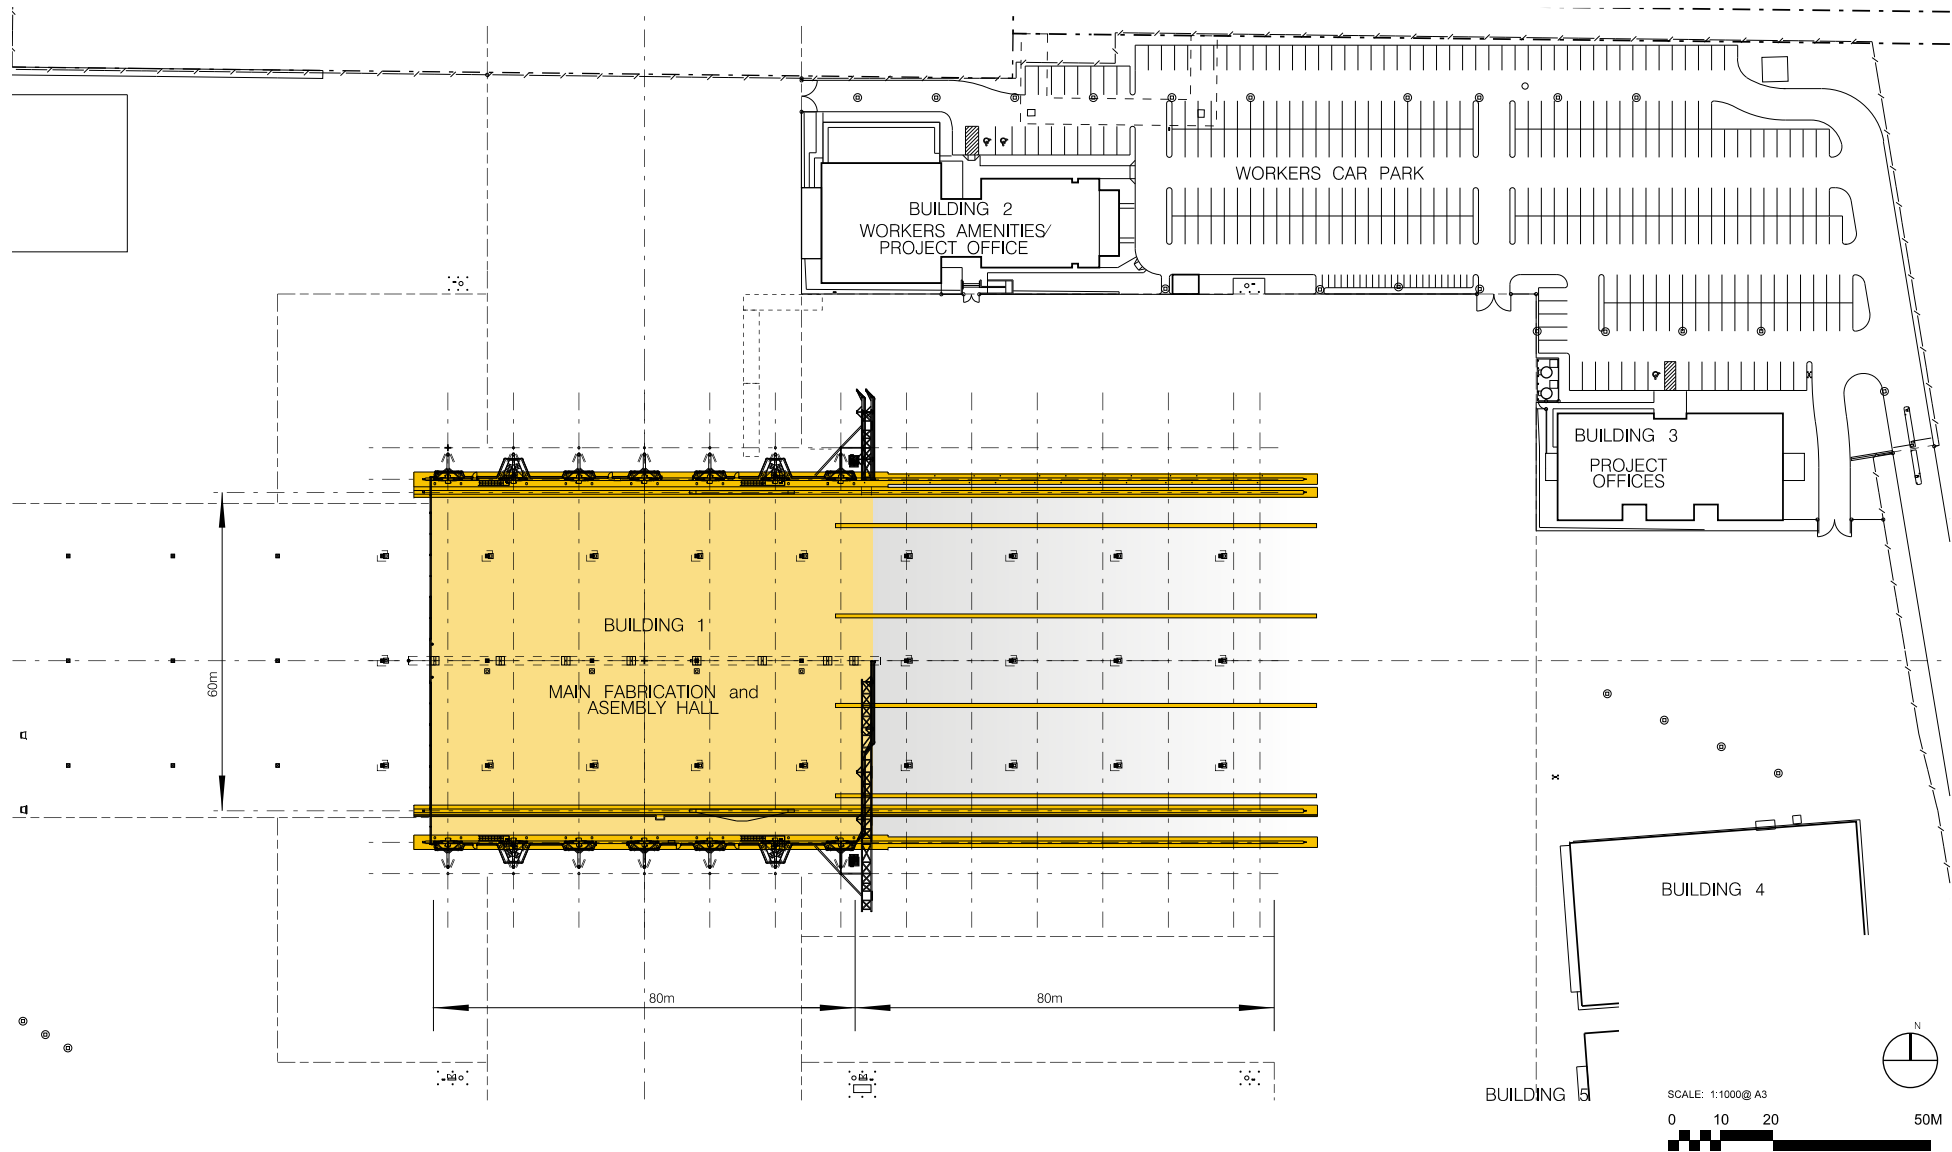 WORKERS CAR PARK
BUILDING 2
WORKERS AMENITIES/
PROJECT OFFICE
BUILDING 3
PROJECT
OFFICES
BUILDING 1
MAIN FABRICATION and
ASEMBLY HALL
60m
BUILDING 4
80m
80m
N
BUILDING 5
SCALE: 1:1000@ A3
0 10 20 50M